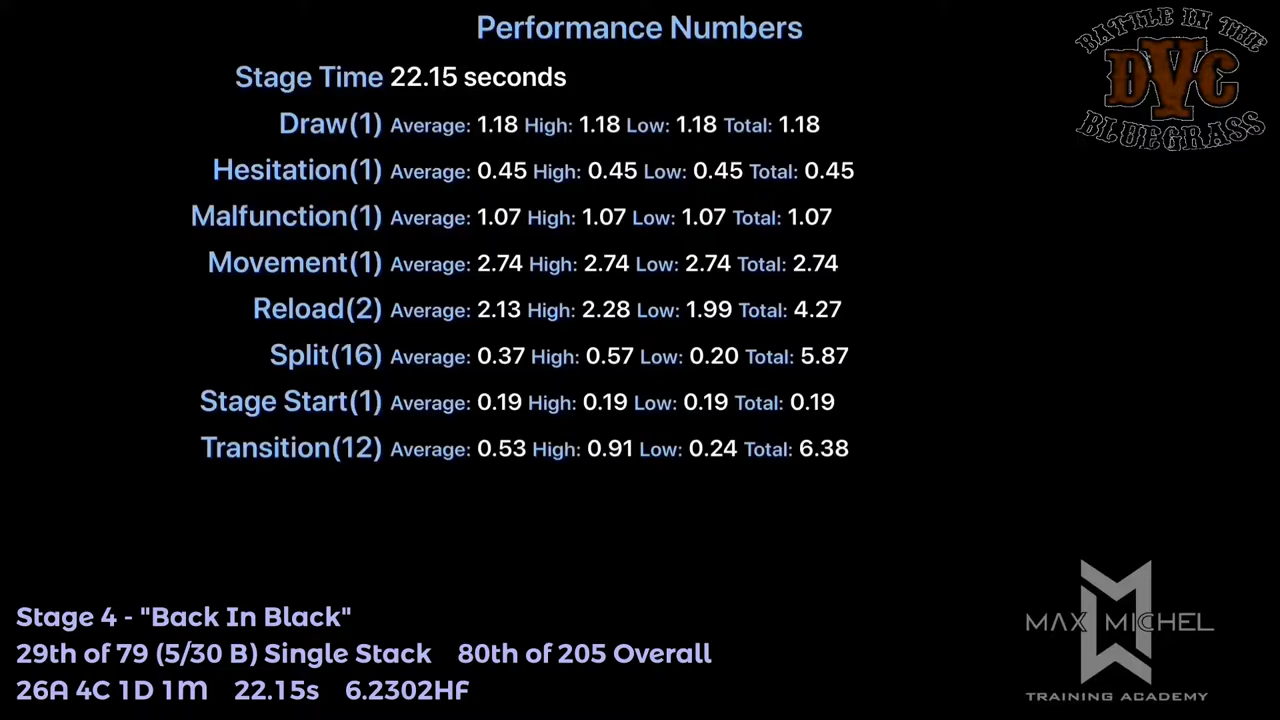 Performance Numbers
BATTLE IN THE
DVC
BLUEGRASS
Stage Time 22.15 seconds
Draw(1) Average: 1.18 High: 1.18 Low: 1.18 Total: 1.18
Hesitation(1) Average: 0.45 High: 0.45 Low: 0.45 Total: 0.45
Malfunction(1) Average: 1.07 High: 1.07 Low: 1.07 Total: 1.07
Movement(1) Average: 2.74 High: 2.74 Low: 2.74 Total: 2.74
Reload(2) Average: 2.13 High: 2.28 Low: 1.99 Total: 4.27
Split(16) Average: 0.37 High: 0.57 Low: 0.20 Total: 5.87
Stage Start(1) Average: 0.19 High: 0.19 Low: 0.19 Total: 0.19
Transition(12) Average: 0.53 High: 0.91 Low: 0.24 Total: 6.38
Stage 4 - "Back In Black"
29th of 79 (5/30 B) Single Stack 80th of 205 Overall
26A 4C 1D 1M 22.15s 6.2302HF
MAX MICHEL
TRAINING ACADEMY